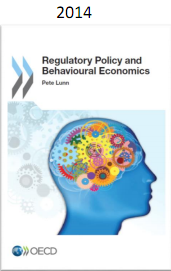 2014
Regulatory Policy and
Behavioural Economics
Pete Lunn
OECD